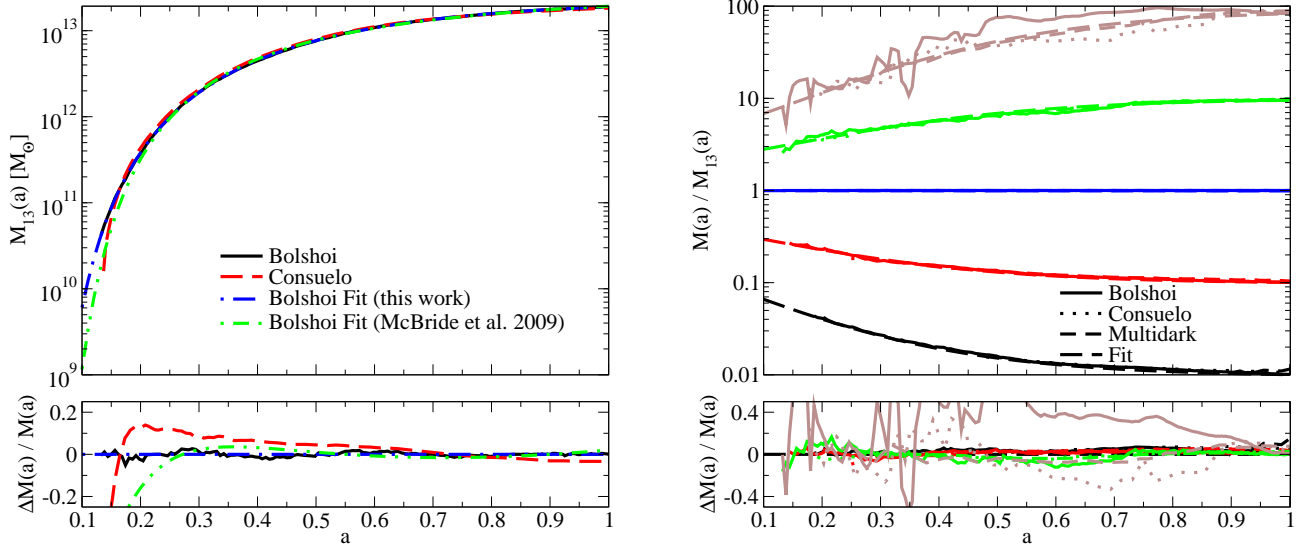 10^13
10^12
10^11
10^10
10^9
M_13(a) [M_⊙]
Bolshoi
Consuelo
Bolshoi Fit (this work)
Bolshoi Fit (McBride et al. 2009)
0.2
0
-0.2
ΔM(a) / M(a)
0.1 0.2 0.3 0.4 0.5 0.6 0.7 0.8 0.9 1
a
100
10
1
0.1
0.01
M(a) / M_13(a)
Bolshoi
Consuelo
Multidark
Fit
0.4
0
-0.4
ΔM(a) / M(a)
0.1 0.2 0.3 0.4 0.5 0.6 0.7 0.8 0.9 1
a